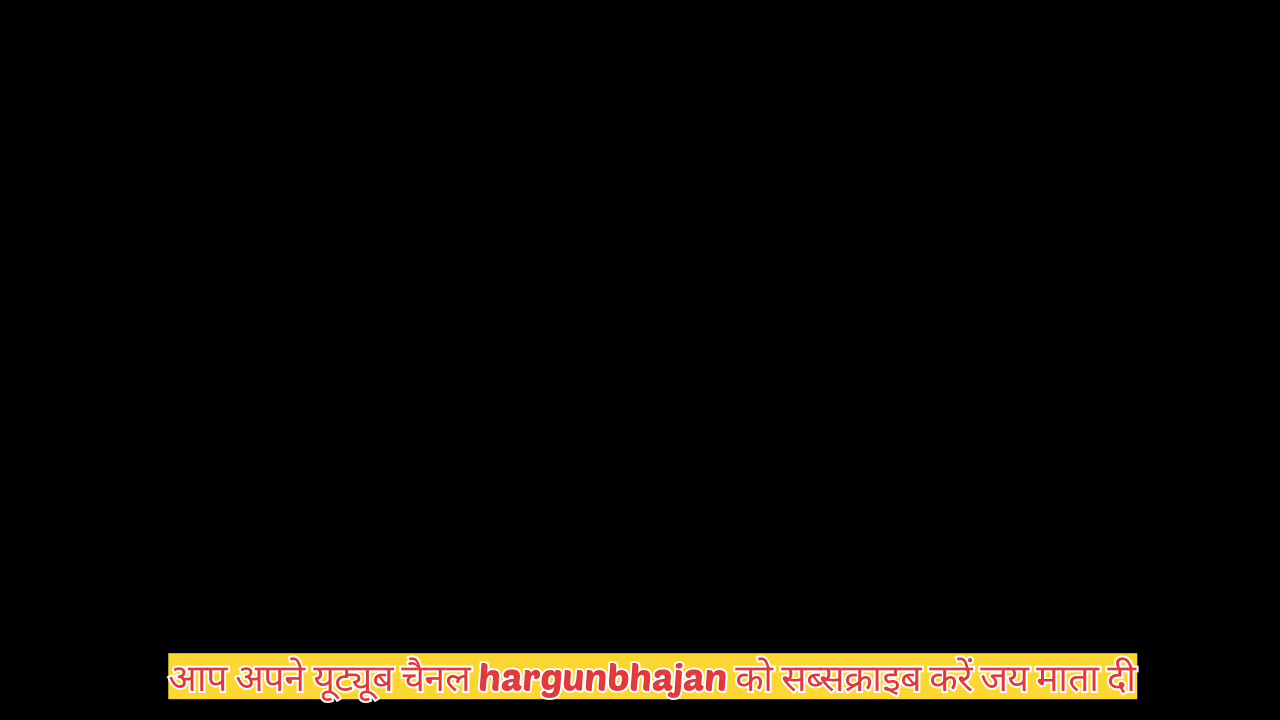 आप अपने यूट्यूब चैनल hargunbhajan को सब्सक्राइब करें जय माता दी